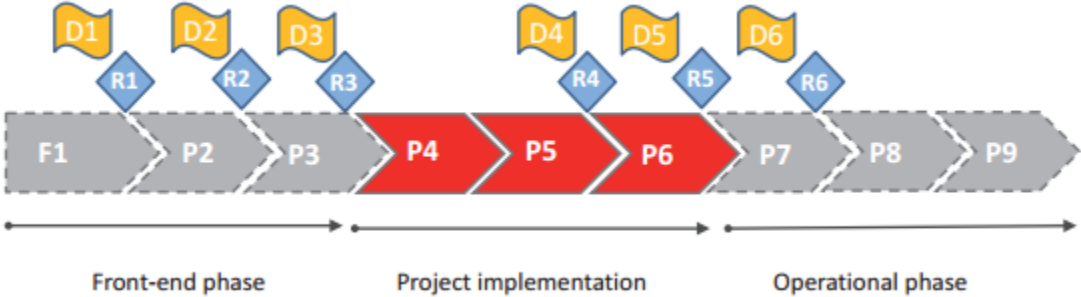 D1 D2 D3 D4 D5 D6
R1 R2 R3 R4 R5 R6
F1 P2 P3 P4 P5 P6 P7 P8 P9
Front-end phase Project implementation Operational phase